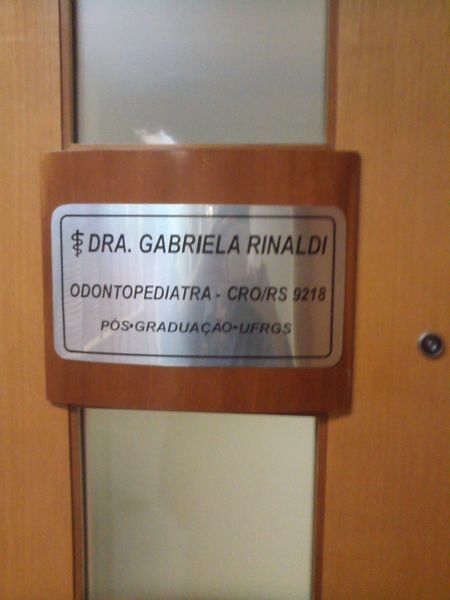 DRA. GABRIELA RINALDI
ODONTOPEDIATRA - CRO/RS 9218
PÓS•GRADUAÇÃO•UFRGS